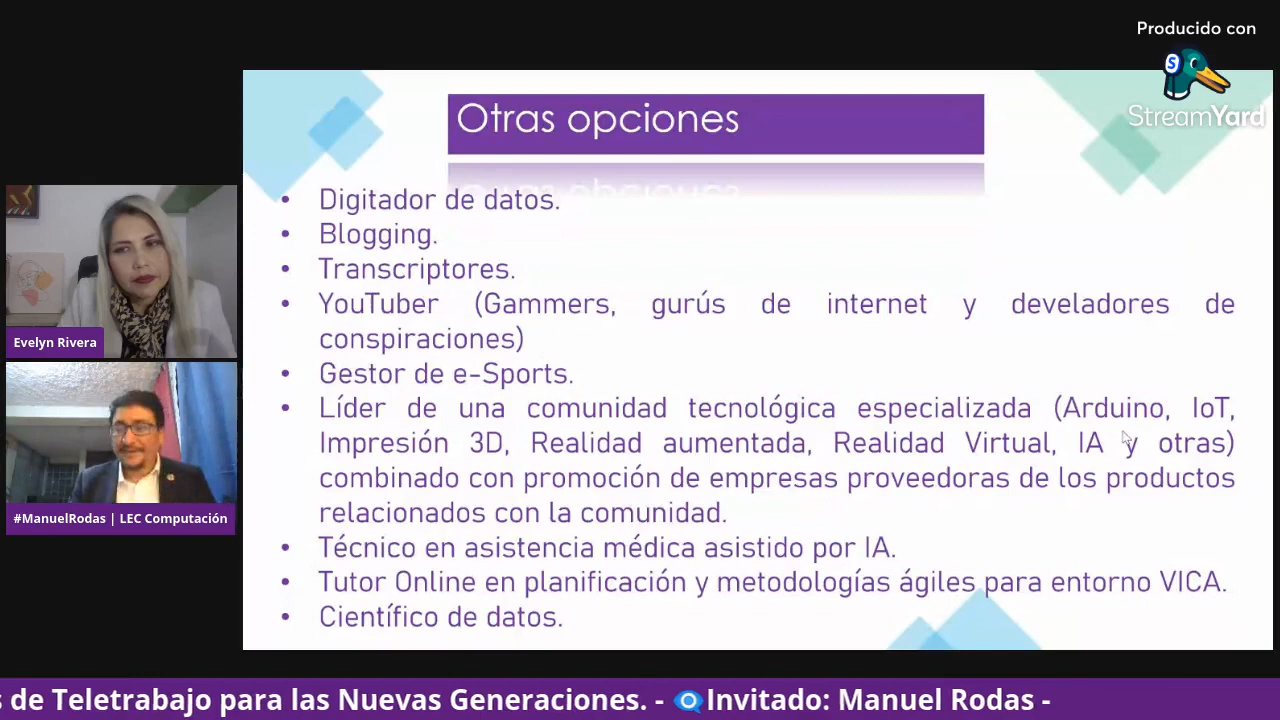 Producido con
StreamYard
Otras opciones
• Digitador de datos.
• Blogging.
• Transcriptores.
• YouTuber (Gammers, gurús de internet y develadores de
conspiraciones)
• Gestor de e-Sports.
• Líder de una comunidad tecnológica especializada (Arduino, IoT,
Impresión 3D, Realidad aumentada, Realidad Virtual, IA y otras)
combinado con promoción de empresas proveedoras de los productos
relacionados con la comunidad.
• Técnico en asistencia médica asistido por IA.
• Tutor Online en planificación y metodologías ágiles para entorno VICA.
• Científico de datos.
Evelyn Rivera
#ManuelRodas | LEC Computación
de Teletrabajo para las Nuevas Generaciones. - Invitado: Manuel Rodas -